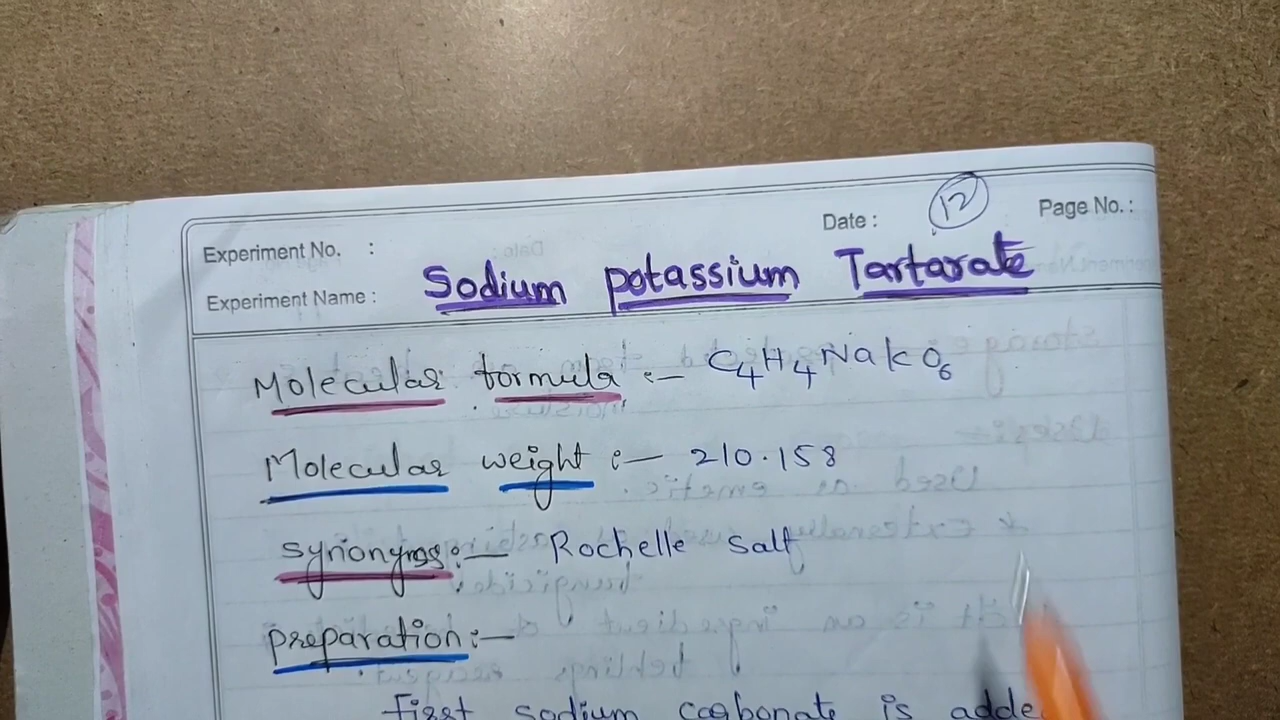 Date : 12 Page No. :
Experiment No. :
Experiment Name : Sodium potassium Tartarate
Molecular formula :- C₄H₄NaKO₆
Molecular weight :- 210.158
Synonyms :- Rochelle Salt
preparation :-
First sodium carbonate is adde